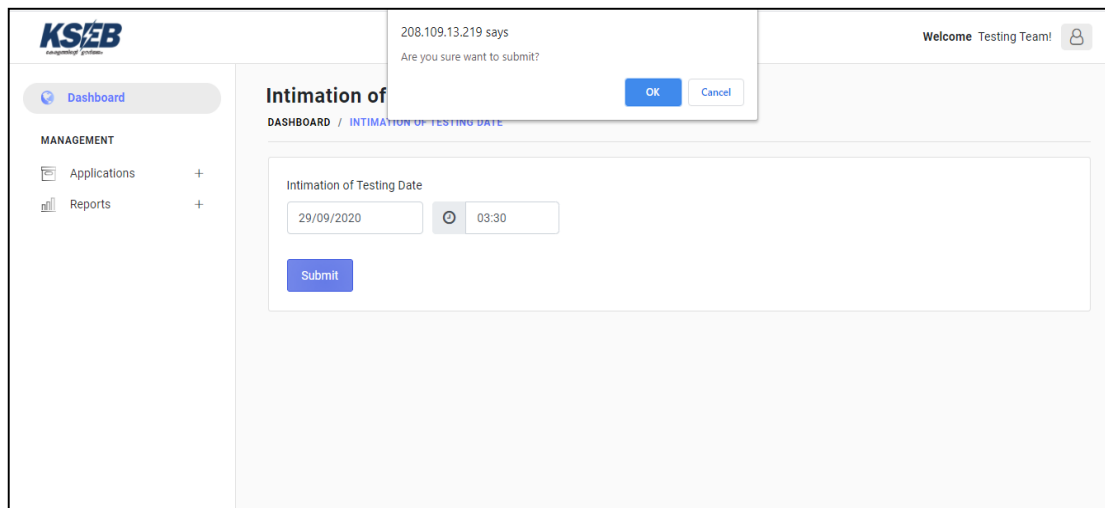 KSEB
208.109.13.219 says
Are you sure want to submit?
OK
Cancel
Welcome Testing Team!
Dashboard
MANAGEMENT
Applications +
Reports +
Intimation of
DASHBOARD / INTIMATION OF TESTING DATE
Intimation of Testing Date
29/09/2020
03:30
Submit